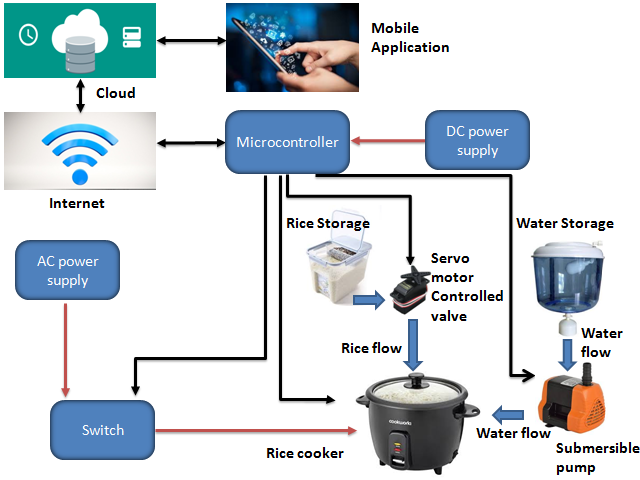 Mobile
Application
Cloud
Microcontroller
DC power
supply
Internet
Rice Storage
Water Storage
AC power
supply
Servo
motor
Controlled
valve
Water
flow
Rice flow
Switch
cookworks
Water flow
Rice cooker
Submersible
pump